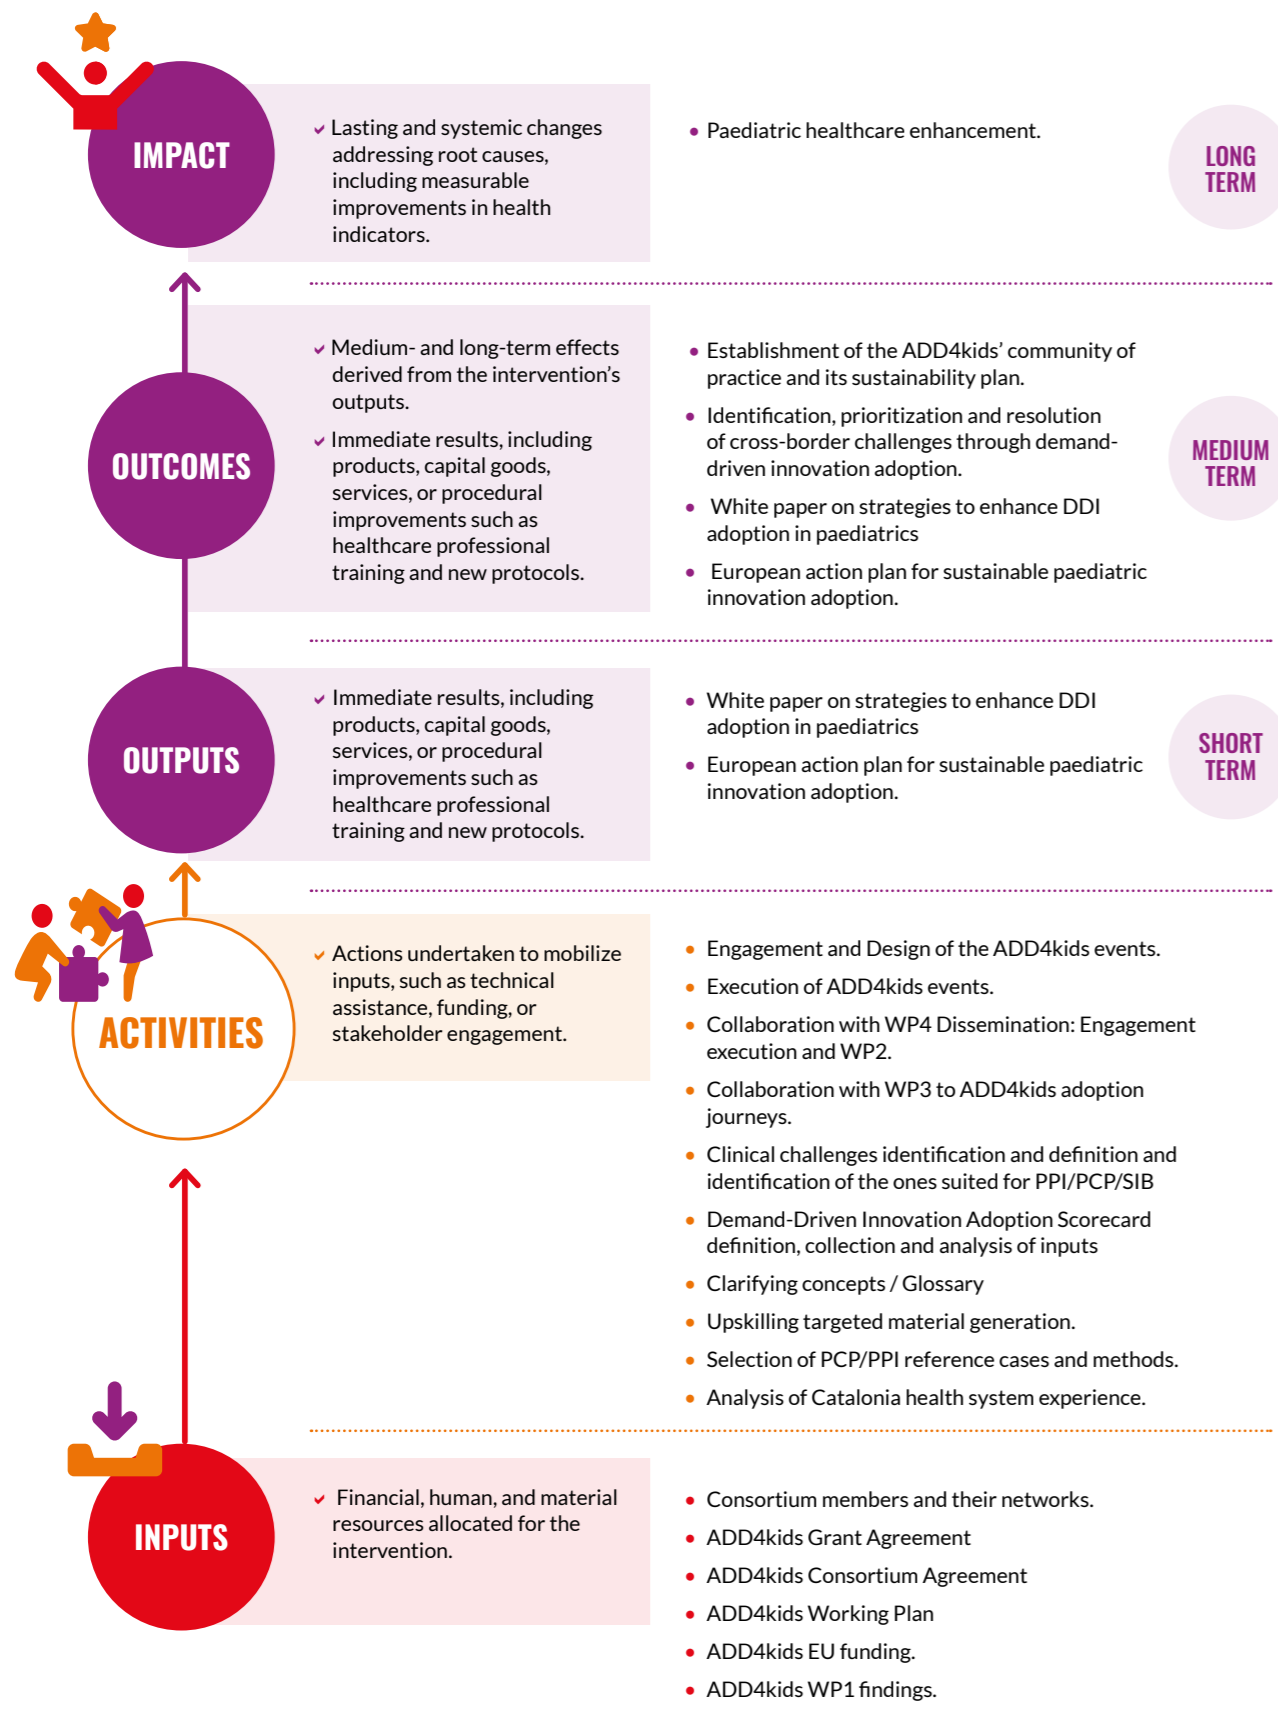 IMPACT
Lasting and systemic changes
addressing root causes,
including measurable
improvements in health
indicators.
• Paediatric healthcare enhancement.
LONG
TERM
OUTCOMES
Medium- and long-term effects
derived from the intervention’s
outputs.
Immediate results, including
products, capital goods,
services, or procedural
improvements such as
healthcare professional
training and new protocols.
• Establishment of the ADD4kids’ community of
practice and its sustainability plan.
• Identification, prioritization and resolution
of cross-border challenges through demand-
driven innovation adoption.
• White paper on strategies to enhance DDI
adoption in paediatrics
• European action plan for sustainable paediatric
innovation adoption.
MEDIUM
TERM
OUTPUTS
Immediate results, including
products, capital goods,
services, or procedural
improvements such as
healthcare professional
training and new protocols.
• White paper on strategies to enhance DDI
adoption in paediatrics
• European action plan for sustainable paediatric
innovation adoption.
SHORT
TERM
ACTIVITIES
Actions undertaken to mobilize
inputs, such as technical
assistance, funding, or
stakeholder engagement.
• Engagement and Design of the ADD4kids events.
• Execution of ADD4kids events.
• Collaboration with WP4 Dissemination: Engagement
execution and WP2.
• Collaboration with WP3 to ADD4kids adoption
journeys.
• Clinical challenges identification and definition and
identification of the ones suited for PPI/PCP/SIB
• Demand-Driven Innovation Adoption Scorecard
definition, collection and analysis of inputs
• Clarifying concepts / Glossary
• Upskilling targeted material generation.
• Selection of PCP/PPI reference cases and methods.
• Analysis of Catalonia health system experience.
INPUTS
Financial, human, and material
resources allocated for the
intervention.
• Consortium members and their networks.
• ADD4kids Grant Agreement
• ADD4kids Consortium Agreement
• ADD4kids Working Plan
• ADD4kids EU funding.
• ADD4kids WP1 findings.